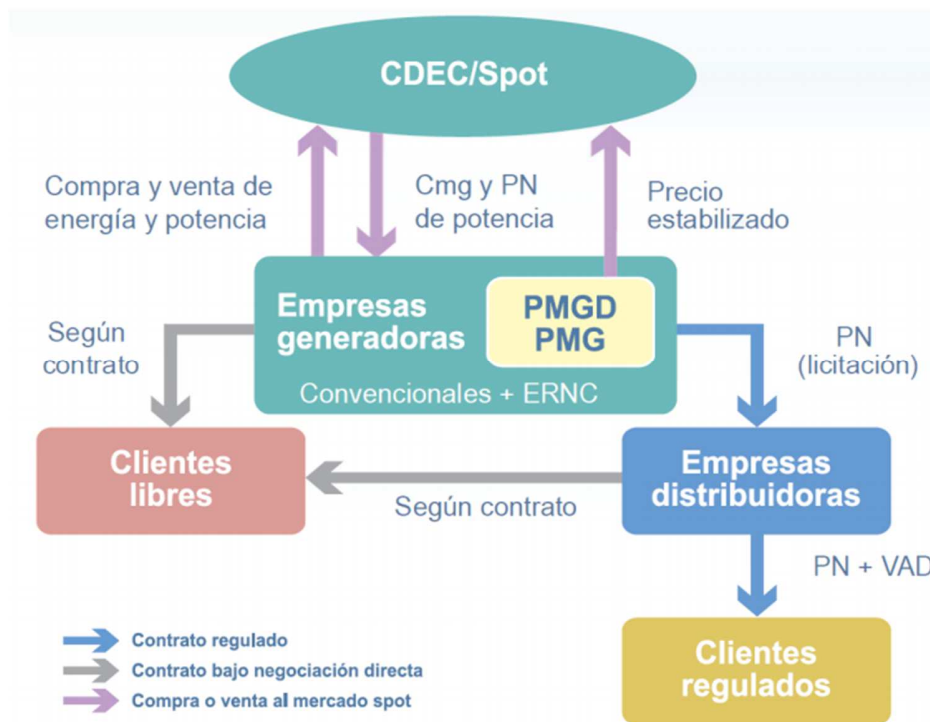 CDEC/Spot
Compra y venta de
energía y potencia
Cmg y PN
de potencia
Precio
estabilizado
Empresas
generadoras
PMGD
PMG
Convencionales + ERNC
Según
contrato
PN
(licitación)
Clientes
libres
Según contrato
Empresas
distribuidoras
PN + VAD
Clientes
regulados
Contrato regulado
Contrato bajo negociación directa
Compra o venta al mercado spot